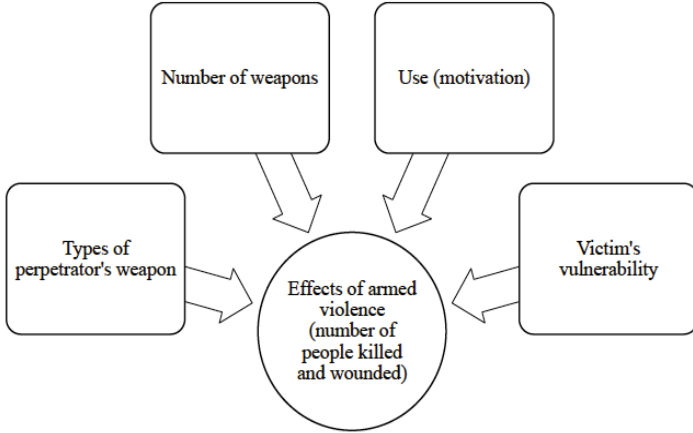 Number of weapons
Use (motivation)
Types of
perpetrator's weapon
Victim's
vulnerability
Effects of armed
violence
(number of
people killed
and wounded)